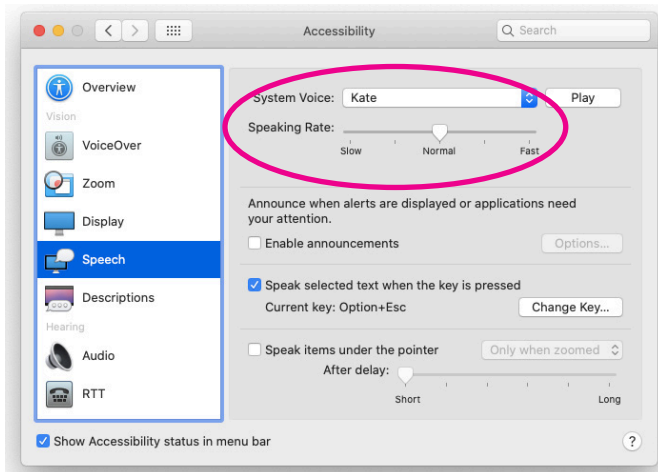 Accessibility
Search
Overview
Vision
VoiceOver
Zoom
Display
Speech
Descriptions
Hearing
Audio
RTT
System Voice: Kate Play
Speaking Rate:
Slow Normal Fast
Announce when alerts are displayed or applications need
your attention.
Enable announcements Options...
Speak selected text when the key is pressed
Current key: Option+Esc Change Key...
Speak items under the pointer Only when zoomed
After delay:
Short Long
Show Accessibility status in menu bar ?